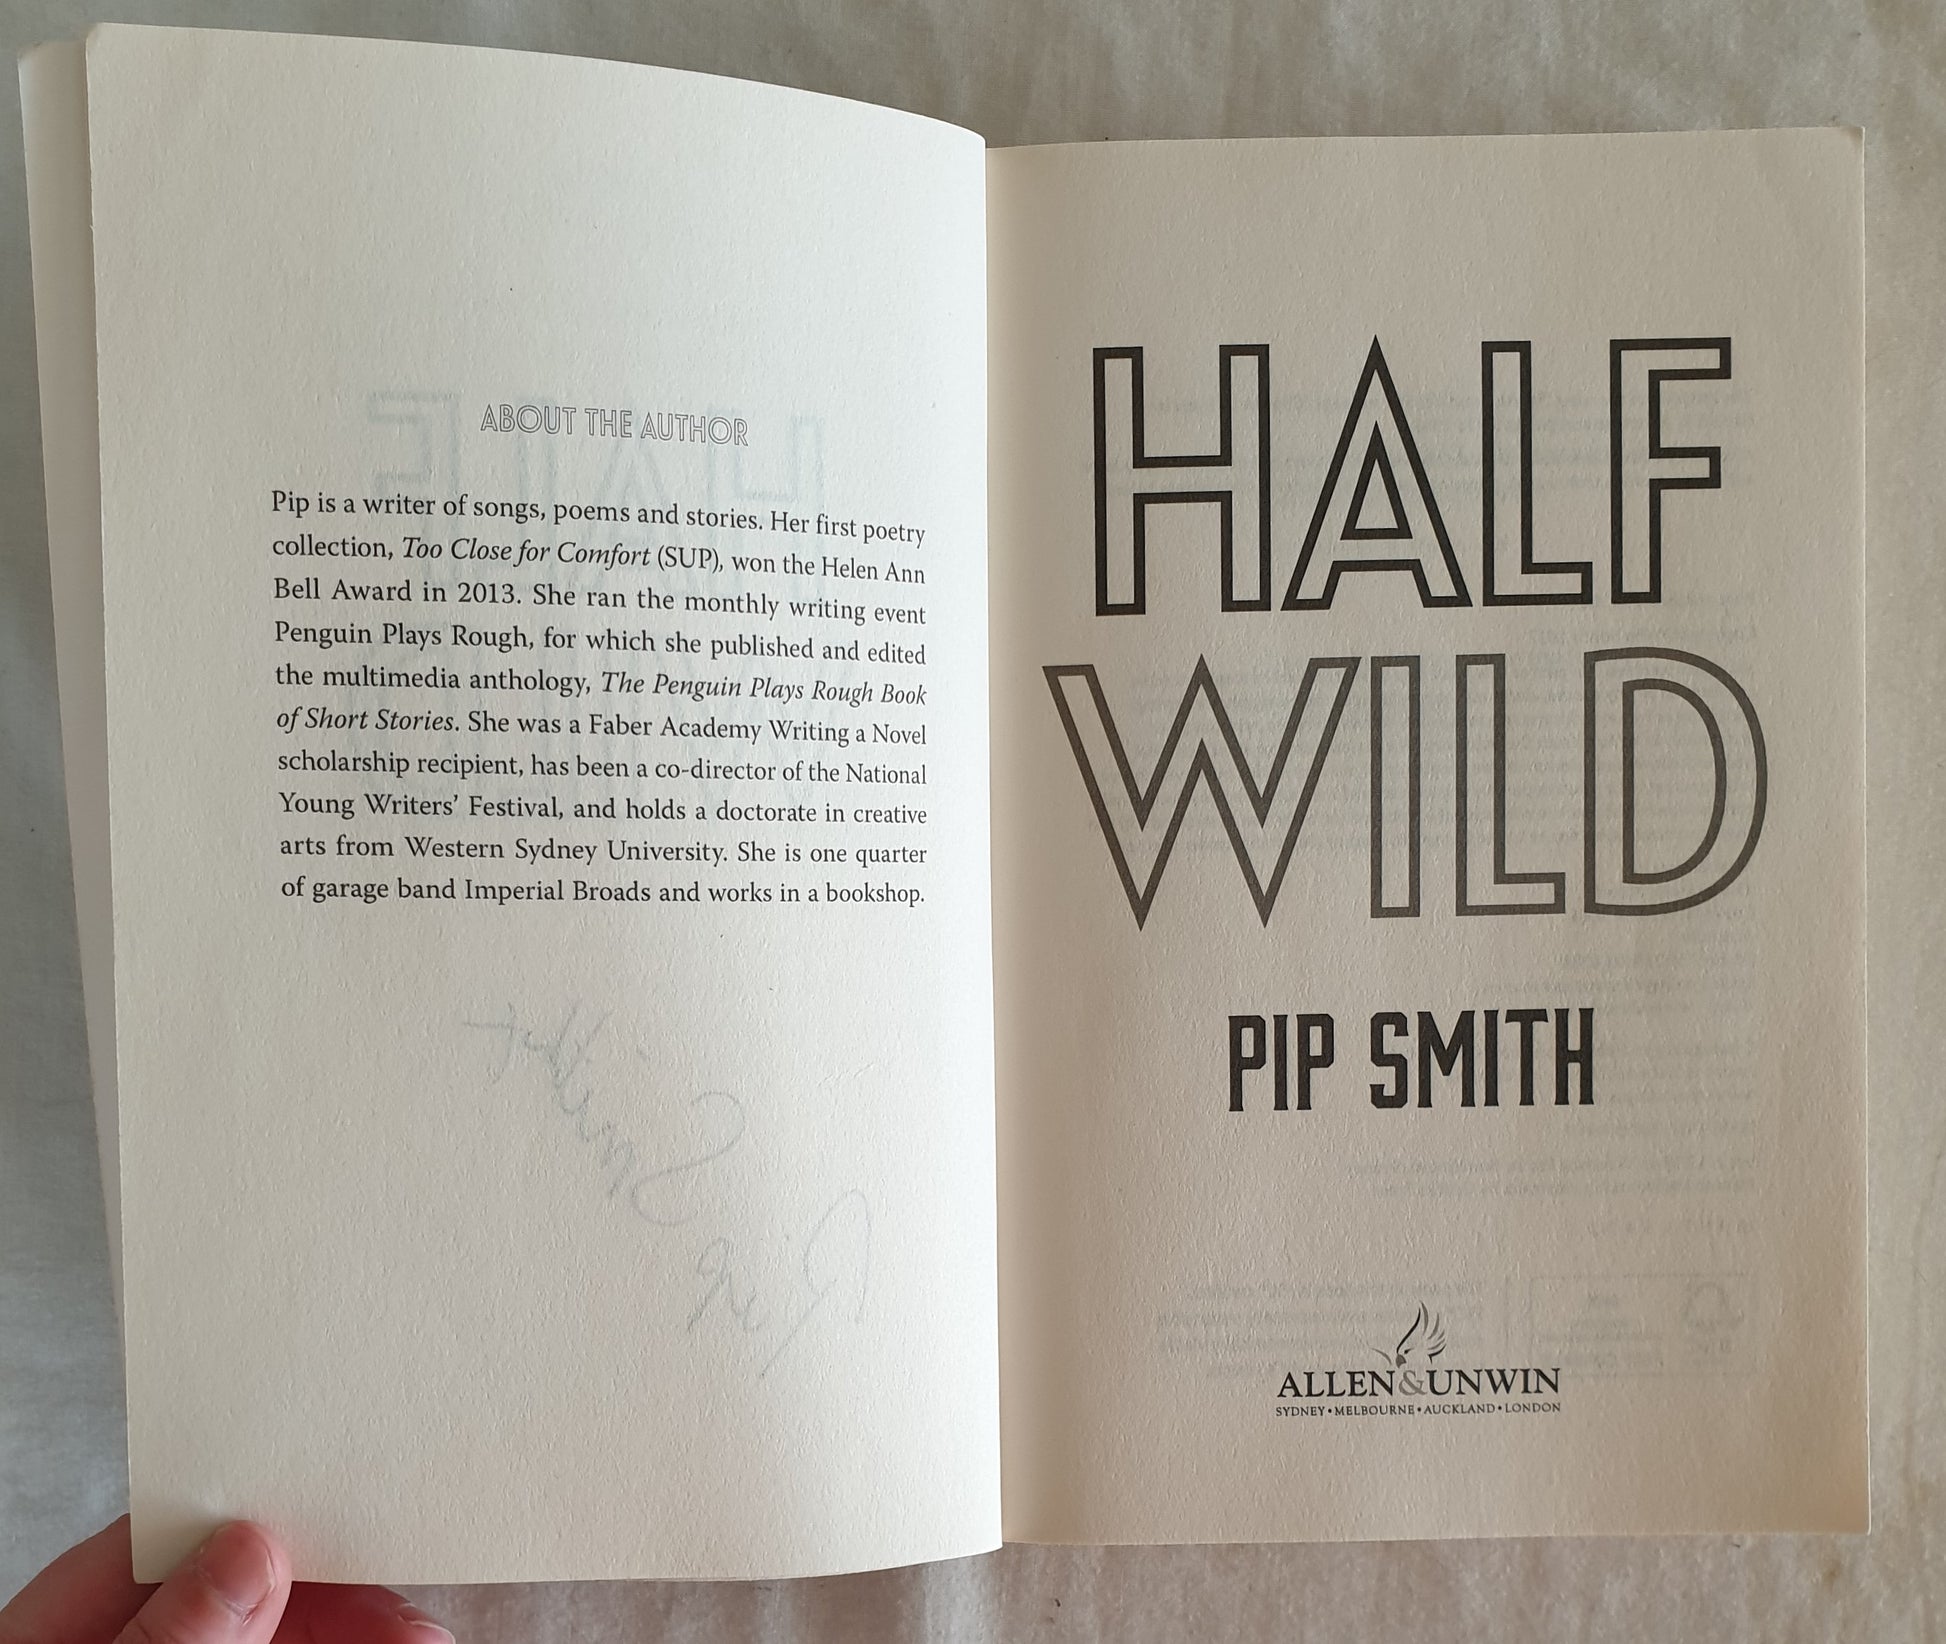 ABOUT THE AUTHOR
Pip is a writer of songs, poems and stories. Her first poetry
collection, Too Close for Comfort (SUP), won the Helen Ann
Bell Award in 2013. She ran the monthly writing event
Penguin Plays Rough, for which she published and edited
the multimedia anthology, The Penguin Plays Rough Book
of Short Stories. She was a Faber Academy Writing a Novel
scholarship recipient, has been a co-director of the National
Young Writers’ Festival, and holds a doctorate in creative
arts from Western Sydney University. She is one quarter
of garage band Imperial Broads and works in a bookshop.
HALF
WILD
PIP SMITH
ALLEN&UNWIN
SYDNEY•MELBOURNE•AUCKLAND•LONDON